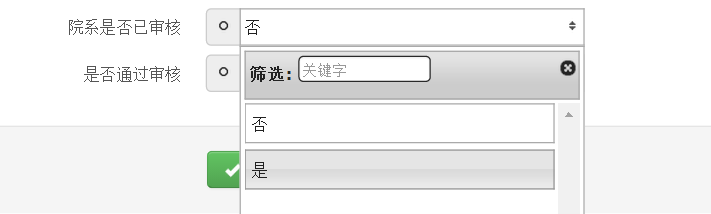 院系是否已审核 否
筛选： 关键字
是否通过审核
否
是